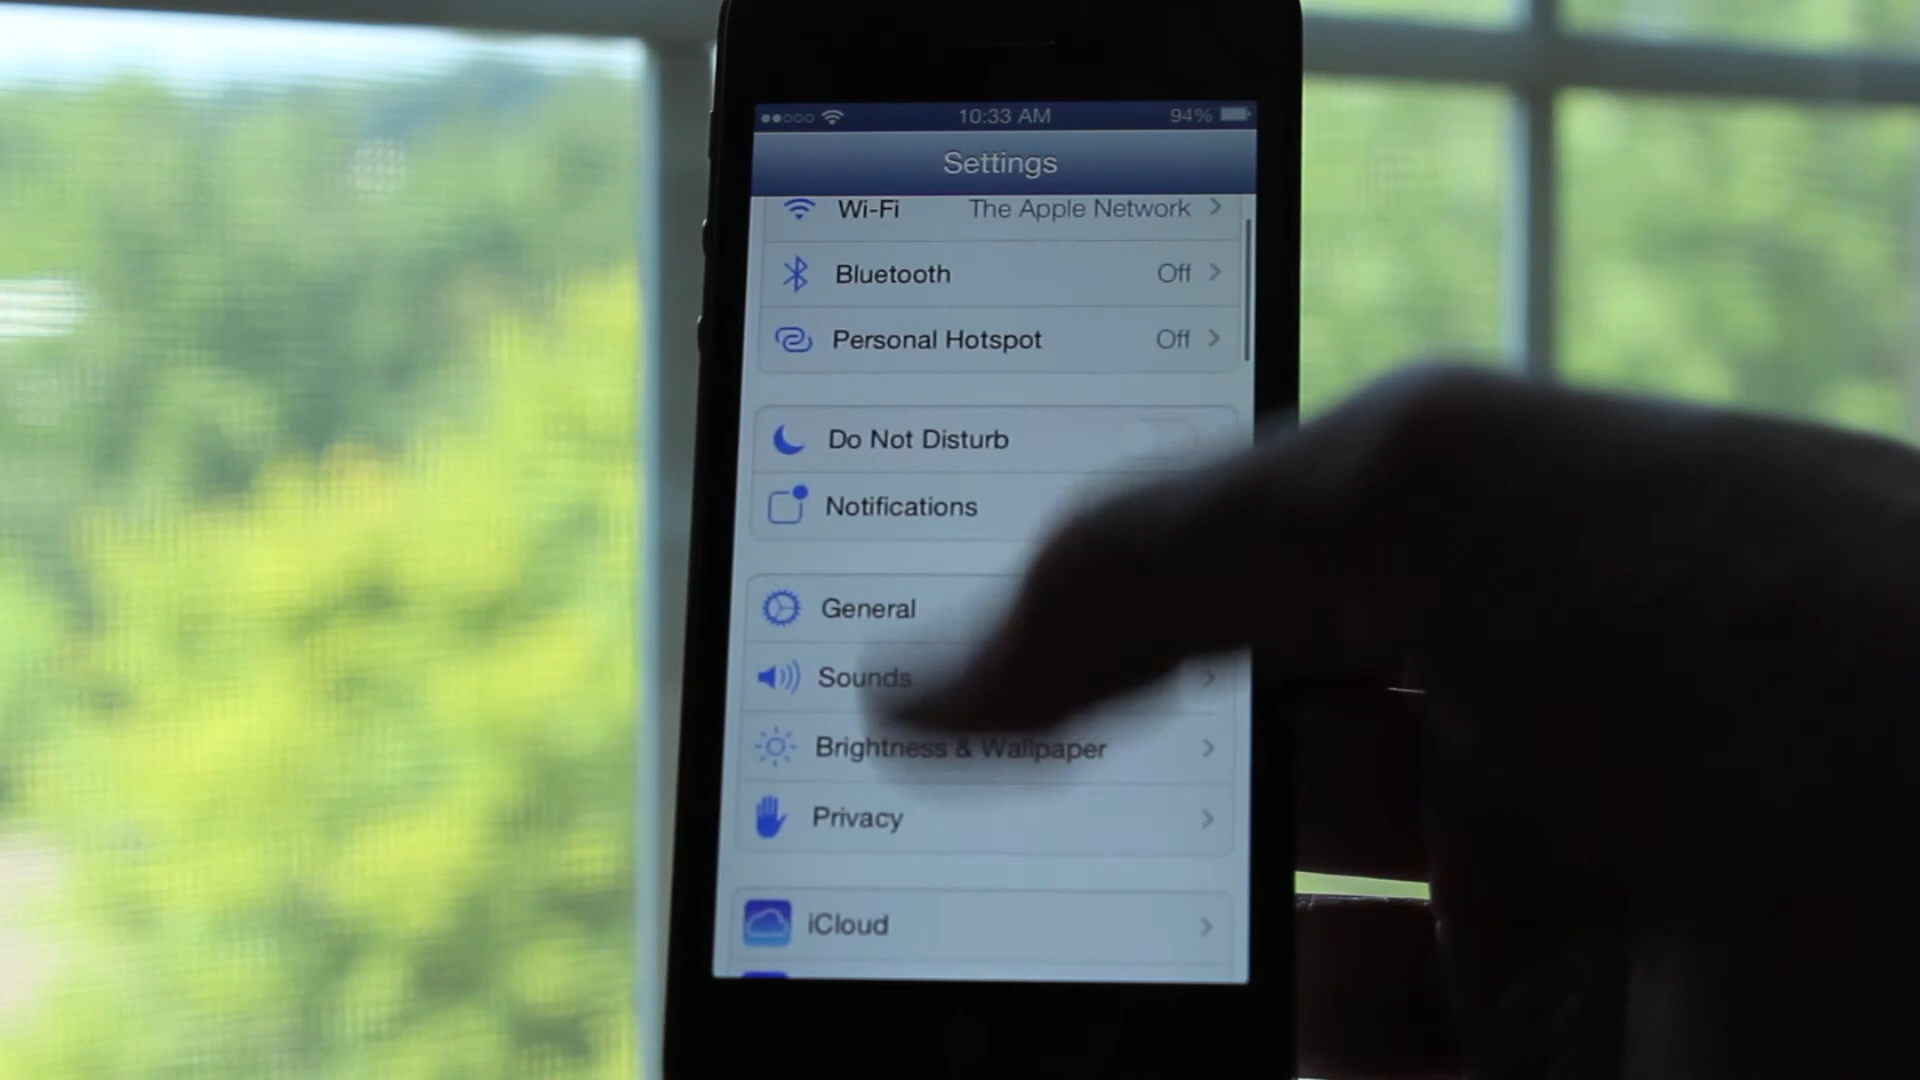 10:33 AM 94%
Settings
Wi-Fi The Apple Network
Bluetooth Off
Personal Hotspot Off
Do Not Disturb
Notifications
General
Sounds
Brightness & Wallpaper
Privacy
iCloud